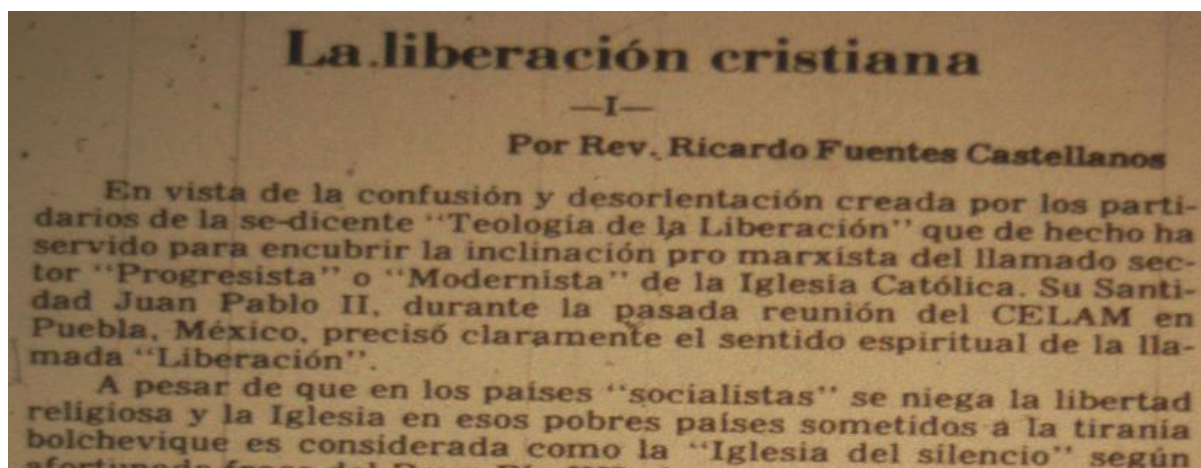 La liberación cristiana
—I—
Por Rev. Ricardo Fuentes Castellanos
En vista de la confusión y desorientación creada por los parti-
darios de la se-dicente "Teología de la Liberación" que de hecho ha
servido para encubrir la inclinación pro marxista del llamado sec-
tor "Progresista" o "Modernista" de la Iglesia Católica. Su Santi-
dad Juan Pablo II, durante la pasada reunión del CELAM en
Puebla, México, precisó claramente el sentido espiritual de la lla-
mada "Liberación".
A pesar de que en los países "socialistas" se niega la libertad
religiosa y la Iglesia en esos pobres países sometidos a la tiranía
bolchevique es considerada como la "Iglesia del silencio" según